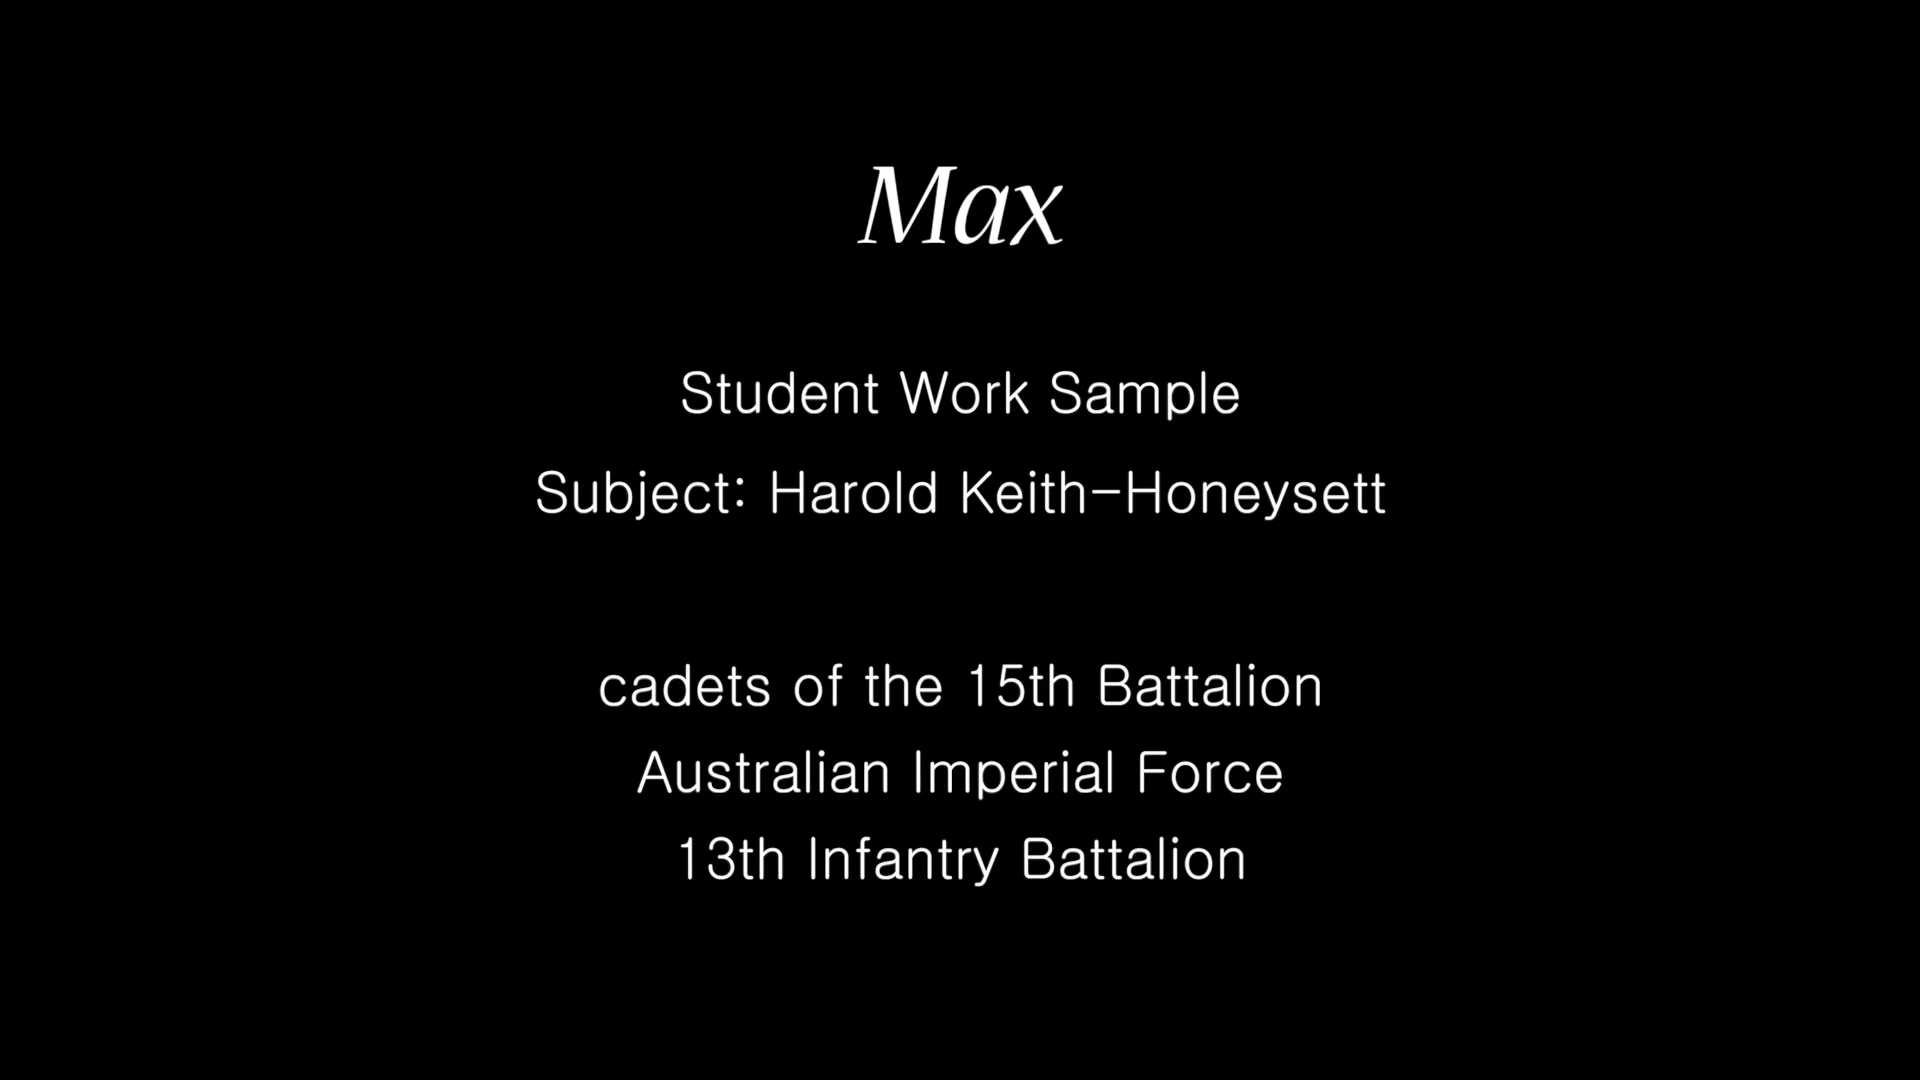 Max
Student Work Sample
Subject: Harold Keith-Honeysett
cadets of the 15th Battalion
Australian Imperial Force
13th Infantry Battalion